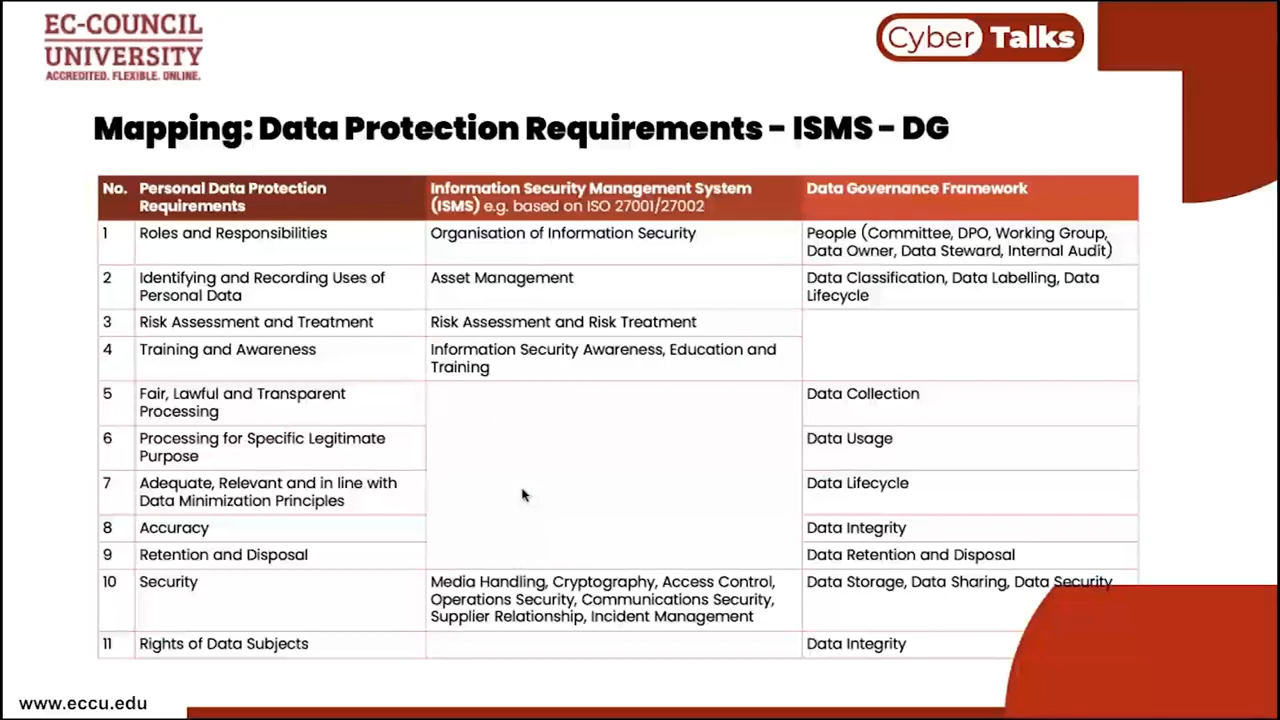 EC-COUNCIL
UNIVERSITY
ACCREDITED. FLEXIBLE. ONLINE.
Cyber Talks
Mapping: Data Protection Requirements - ISMS - DG
No. Personal Data Protection Requirements Information Security Management System (ISMS) e.g. based on ISO 27001/27002 Data Governance Framework
1 Roles and Responsibilities Organisation of Information Security People (Committee, DPO, Working Group, Data Owner, Data Steward, Internal Audit)
2 Identifying and Recording Uses of Personal Data Asset Management Data Classification, Data Labelling, Data Lifecycle
3 Risk Assessment and Treatment Risk Assessment and Risk Treatment
4 Training and Awareness Information Security Awareness, Education and Training
5 Fair, Lawful and Transparent Processing Data Collection
6 Processing for Specific Legitimate Purpose Data Usage
7 Adequate, Relevant and in line with Data Minimization Principles Data Lifecycle
8 Accuracy Data Integrity
9 Retention and Disposal Data Retention and Disposal
10 Security Media Handling, Cryptography, Access Control, Operations Security, Communications Security, Supplier Relationship, Incident Management Data Storage, Data Sharing, Data Security
11 Rights of Data Subjects Data Integrity
www.eccu.edu